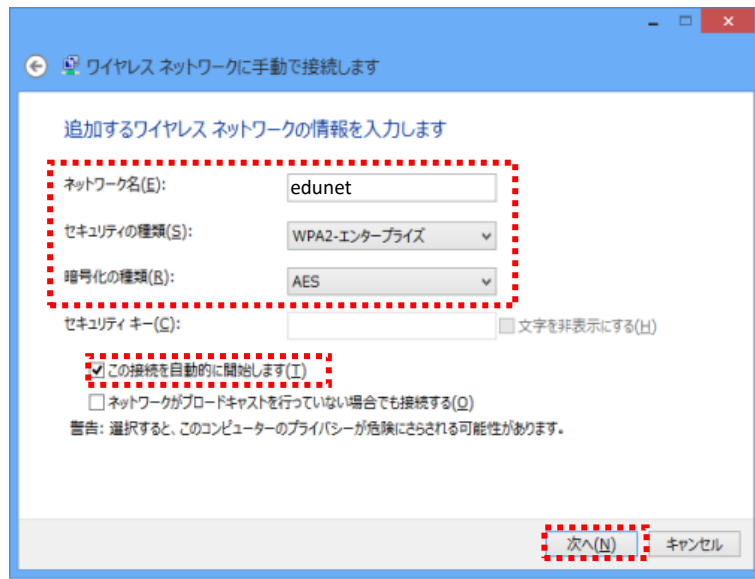 ワイヤレス ネットワークに手動で接続します
追加するワイヤレス ネットワークの情報を入力します
ネットワーク名(E): edunet
セキュリティの種類(S): WPA2-エンタープライズ
暗号化の種類(R): AES
セキュリティ キー(C): 文字を非表示にする(H)
この接続を自動的に開始します(T)
ネットワークがブロードキャストを行っていない場合でも接続する(O)
警告: 選択すると、このコンピューターのプライバシーが危険にさらされる可能性があります。
次へ(N) キャンセル